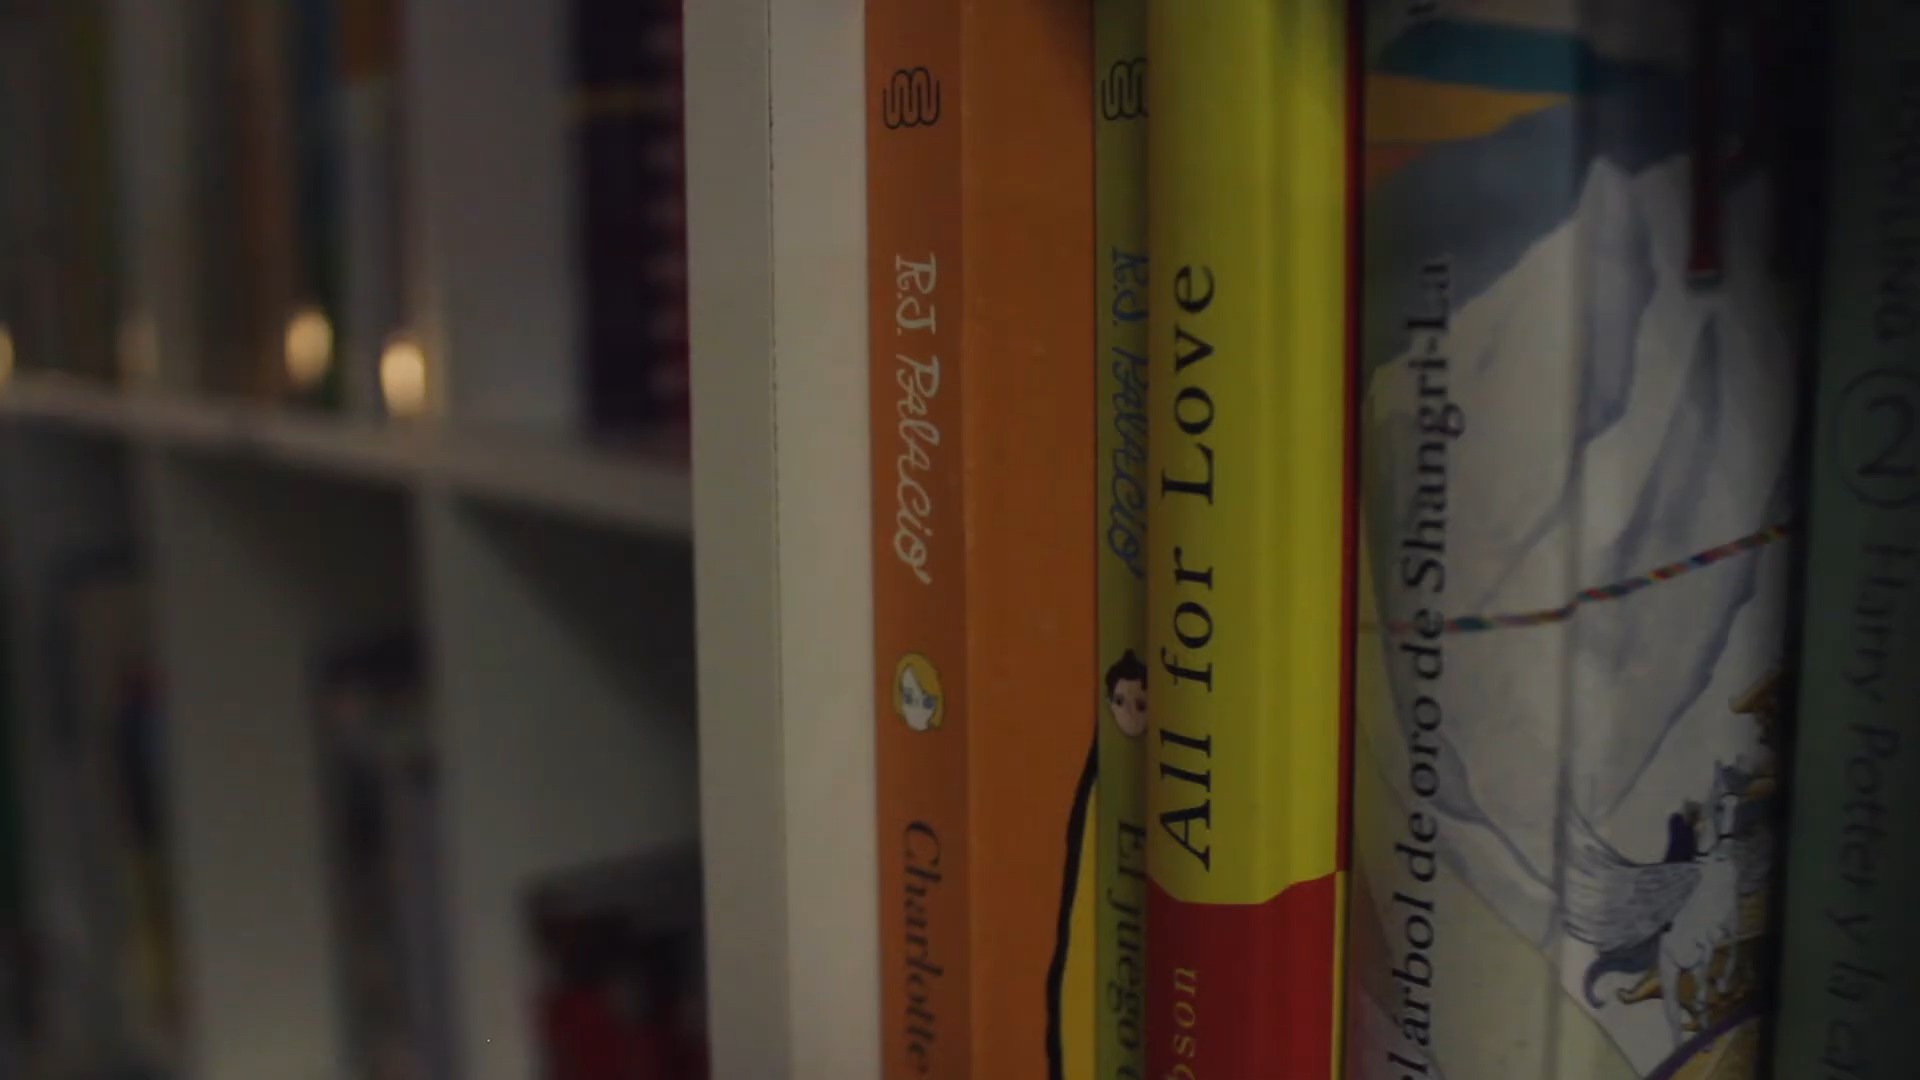 R.J. Palacio
Charlotte
R.J. Palacio
El juego
All for Love
bson
el árbol de oro de Shangri-La
2 Harry Potter y la